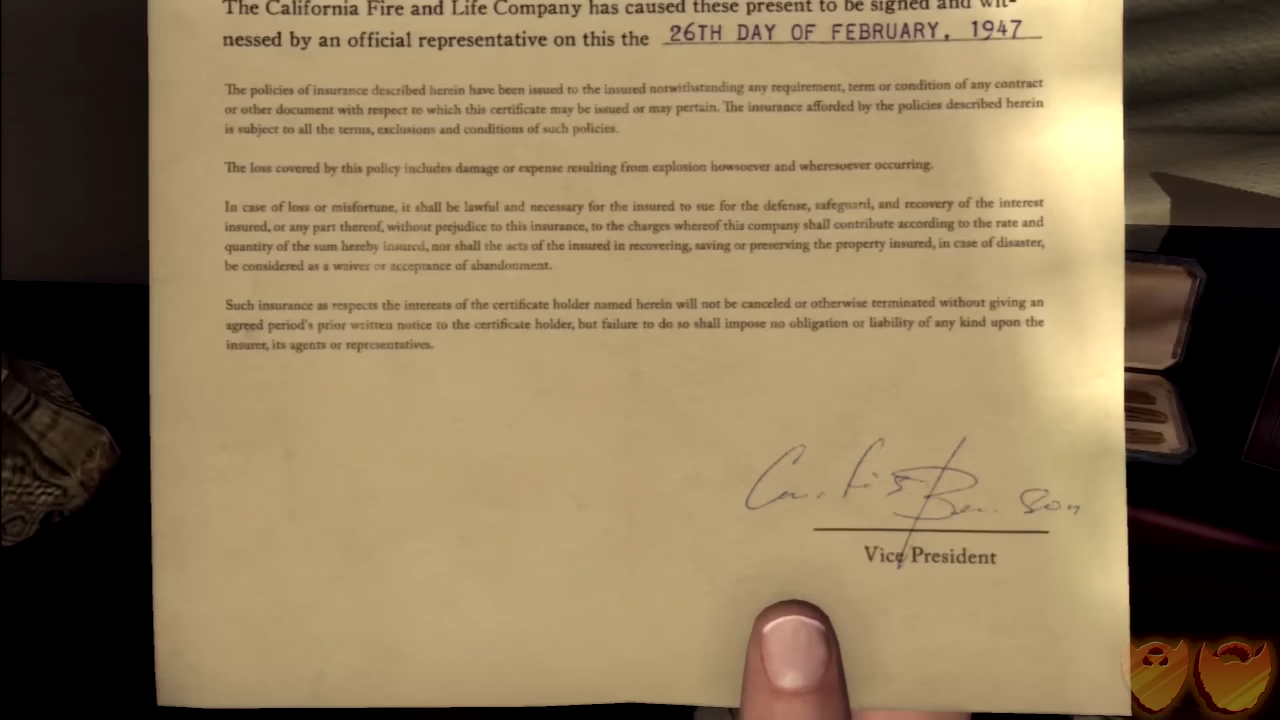 The California Fire and Life Company has caused these present to be signed and wit-
nessed by an official representative on this the 26TH DAY OF FEBRUARY, 1947
The policies of insurance described herein have been issued to the insured notwithstanding any requirement, term or condition of any contract
or other document with respect to which this certificate may be issued or may pertain. The insurance afforded by the policies described herein
is subject to all the terms, exclusions and conditions of such policies.
The loss covered by this policy includes damage or expense resulting from explosion howsoever and wheresoever occurring.
In case of loss or misfortune, it shall be lawful and necessary for the insured to sue for the defense, safeguard, and recovery of the interest
insured, or any part thereof, without prejudice to this insurance, to the charges whereof this company shall contribute according to the rate and
quantity of the sum hereby insured, nor shall the acts of the insured in recovering, saving or preserving the property insured, in case of disaster,
be considered as a waiver or acceptance of abandonment.
Such insurance as respects the interests of the certificate holder named herein will not be canceled or otherwise terminated without giving an
agreed period's prior written notice to the certificate holder, but failure to do so shall impose no obligation or liability of any kind upon the
insurer, its agents or representatives.
Curtis Benson
Vice President